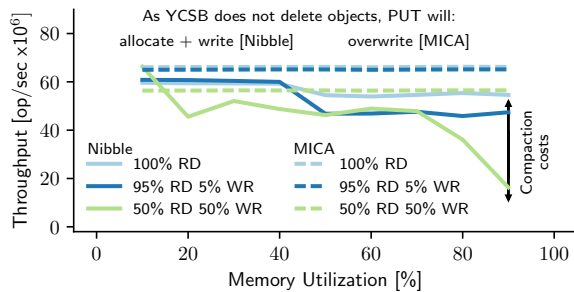 As YCSB does not delete objects, PUT will:
allocate + write [Nibble] overwrite [MICA]
Throughput [op/sec x10⁶]
80
60
40
20
0
Nibble
100% RD
95% RD 5% WR
50% RD 50% WR
MICA
100% RD
95% RD 5% WR
50% RD 50% WR
Compaction
costs
0 20 40 60 80 100
Memory Utilization [%]